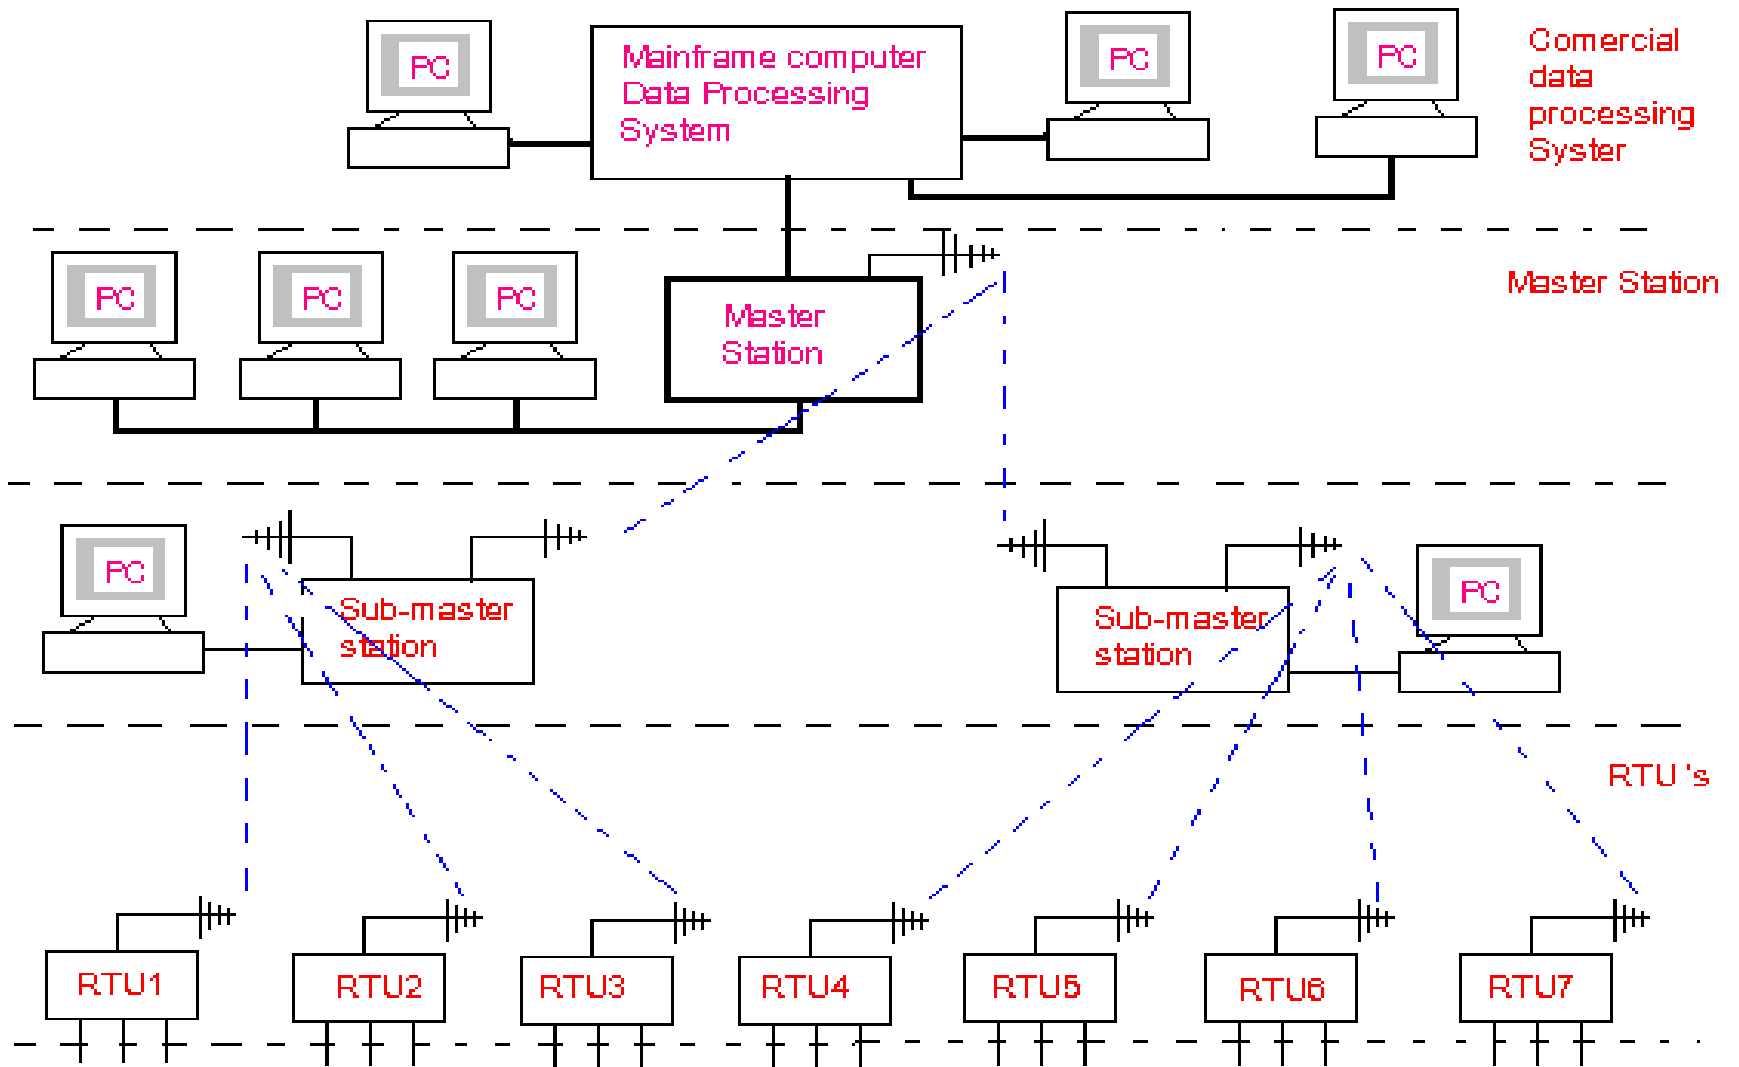 PC
Mainframe computer
Data Processing
System
PC
PC
Comercial
data
processing
Syster
PC
PC
PC
Master
Station
Master Station
PC
Sub-master
station
Sub-master
station
PC
RTU 's
RTU1
RTU2
RTU3
RTU4
RTU5
RTU6
RTU7